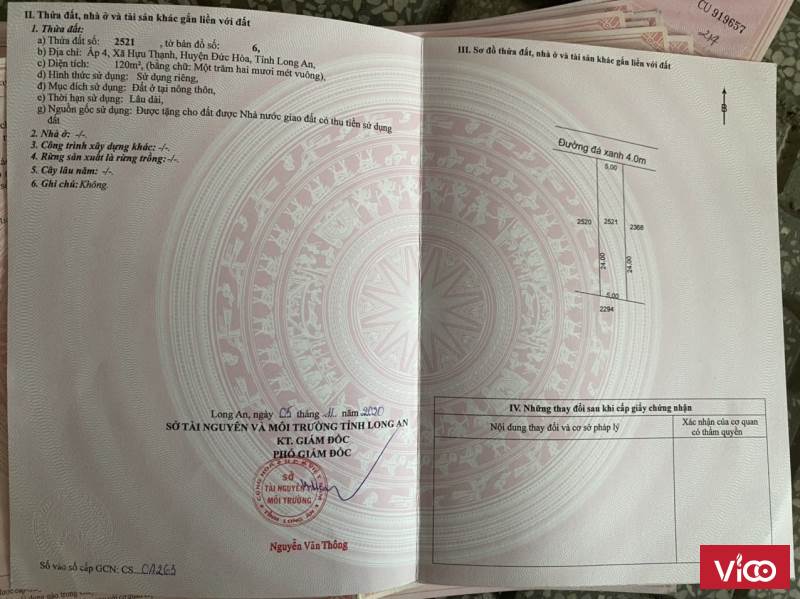 II. Thửa đất, nhà ở và tài sản khác gắn liền với đất
1. Thửa đất:
a) Thửa đất số: 2521, tờ bản đồ số: 6,
b) Địa chỉ: Ấp 4, Xã Hựu Thạnh, Huyện Đức Hòa, Tỉnh Long An,
c) Diện tích: 120m², (bằng chữ: Một trăm hai mươi mét vuông),
d) Hình thức sử dụng: Sử dụng riêng,
đ) Mục đích sử dụng: Đất ở tại nông thôn,
e) Thời hạn sử dụng: Lâu dài,
g) Nguồn gốc sử dụng: Được tặng cho đất được Nhà nước giao đất có thu tiền sử dụng
đất
2. Nhà ở: -/-.
3. Công trình xây dựng khác: -/-.
4. Rừng sản xuất là rừng trồng: -/-.
5. Cây lâu năm: -/-.
6. Ghi chú: Không.
Long An, ngày 05 tháng 11 năm 2020
SỞ TÀI NGUYÊN VÀ MÔI TRƯỜNG TỈNH LONG AN
KT. GIÁM ĐỐC
PHÓ GIÁM ĐỐC
SỞ
TÀI NGUYÊN
MÔI TRƯỜNG
TỈNH LONG AN
Nguyễn Văn Thông
Số vào sổ cấp GCN: CS
CU 919657
III. Sơ đồ thửa đất, nhà ở và tài sản khác gắn liền với đất
B
Đường đá xanh 4.0m
5.00
2520 2521 2368
24.00 24.00
5.00
2294
IV. Những thay đổi sau khi cấp giấy chứng nhận
Nội dung thay đổi và cơ sở pháp lý
Xác nhận của cơ quan
có thẩm quyền
Vico